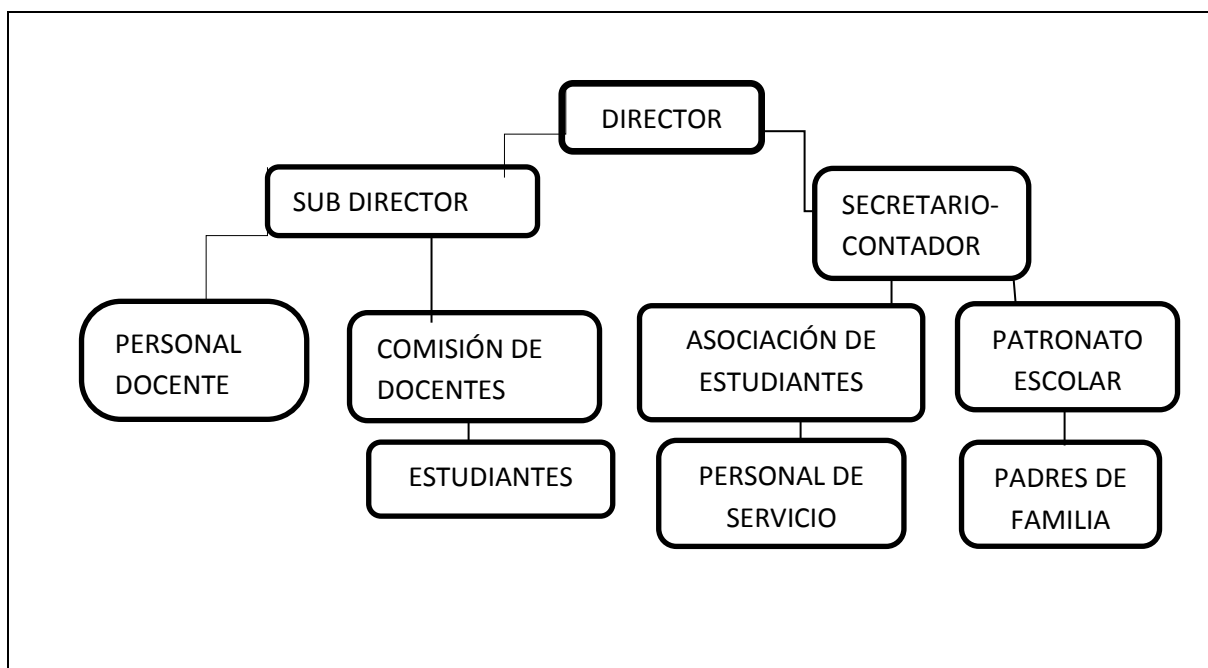 DIRECTOR
SUB DIRECTOR
SECRETARIO-
CONTADOR
PERSONAL
DOCENTE
COMISIÓN DE
DOCENTES
ASOCIACIÓN DE
ESTUDIANTES
PATRONATO
ESCOLAR
ESTUDIANTES
PERSONAL DE
SERVICIO
PADRES DE
FAMILIA